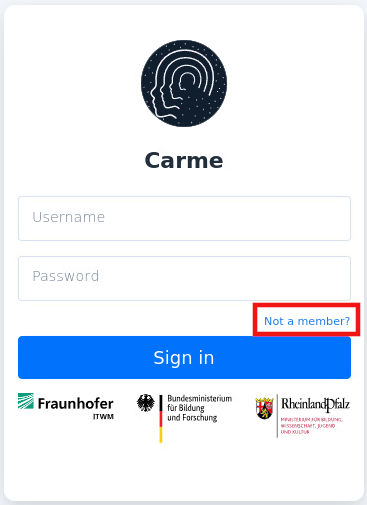 Carme
Username
Password
Not a member?
Sign in
Fraunhofer
ITWM
Bundesministerium
für Bildung
und Forschung
RheinlandPfalz
MINISTERIUM FÜR BILDUNG,
WISSENSCHAFT, JUGEND
UND KULTUR